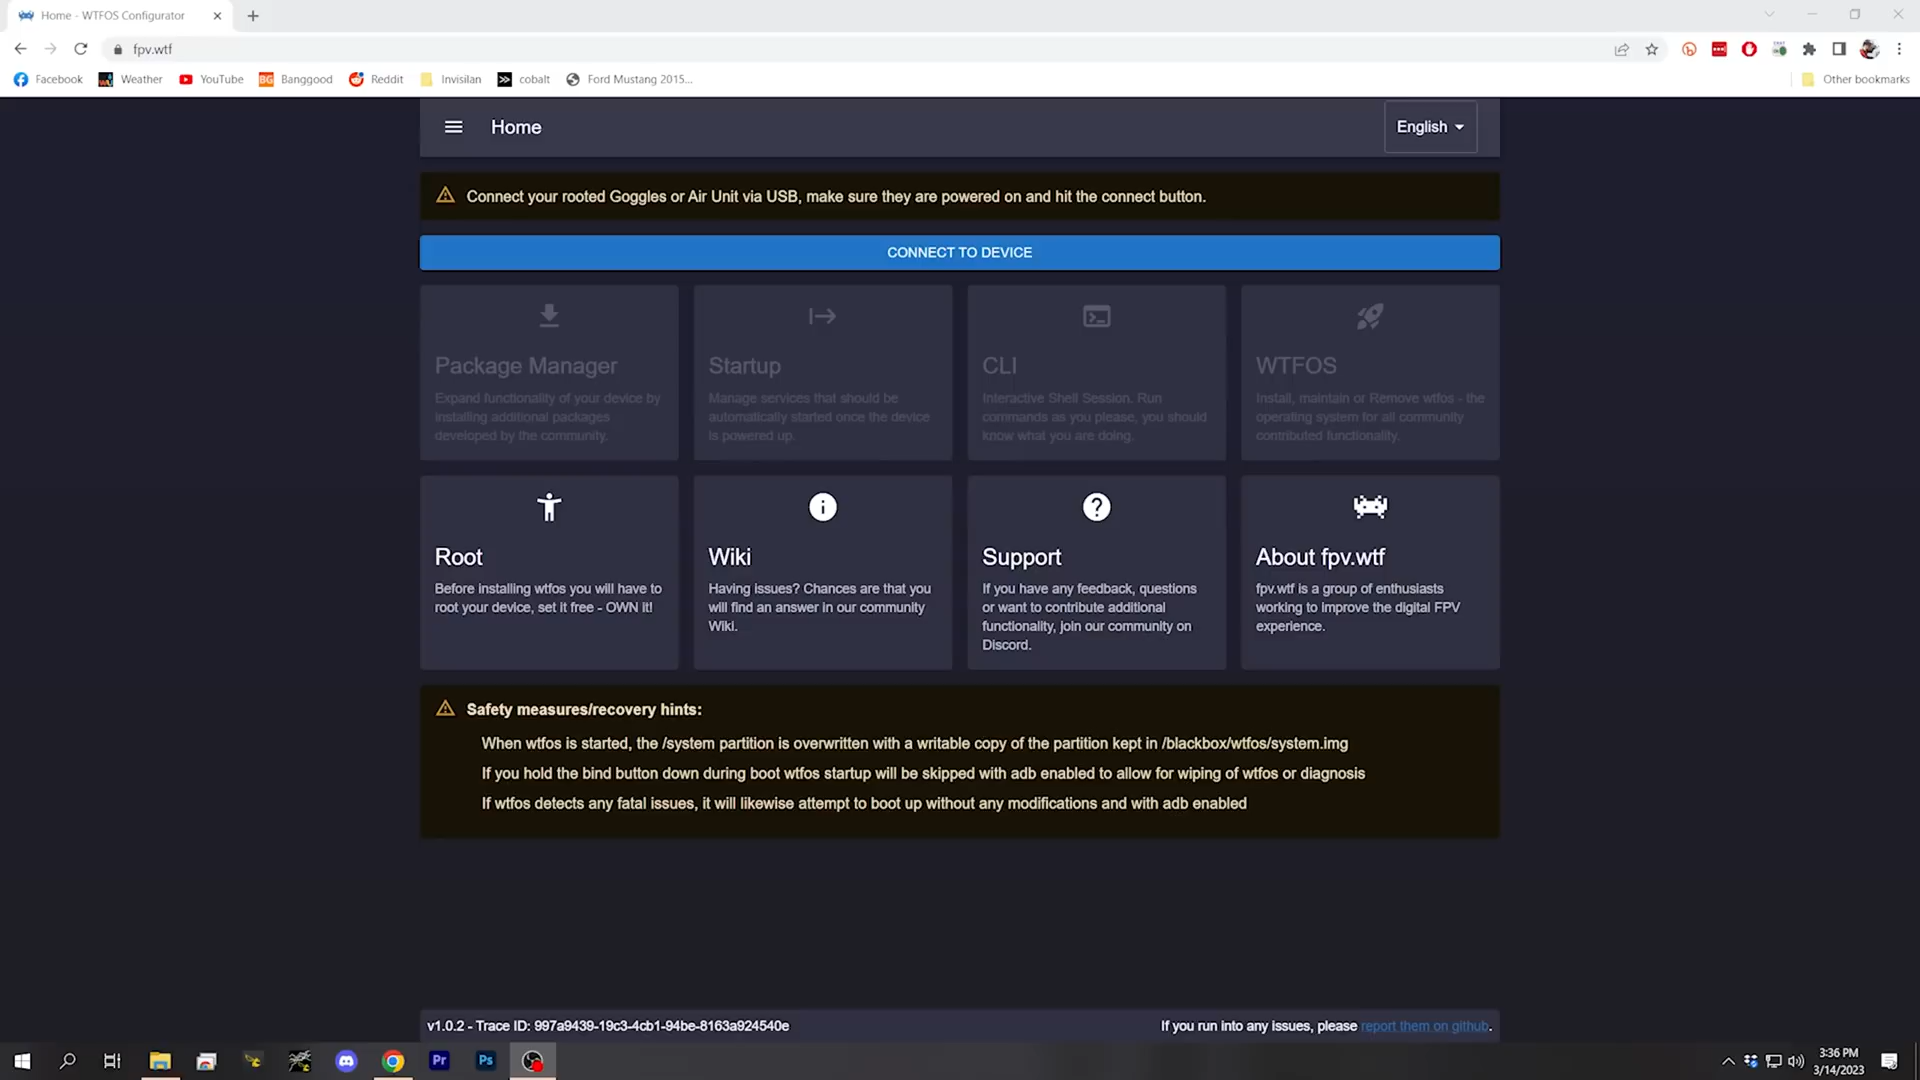 Home - WTFOS Configurator
fpv.wtf
Facebook
Weather
YouTube
BG
Banggood
Reddit
Invisilan
cobalt
Ford Mustang 2015...
Other bookmarks
Home
English
Connect your rooted Goggles or Air Unit via USB, make sure they are powered on and hit the connect button.
CONNECT TO DEVICE
Package Manager
Expand functionality of your device by
installing additional packages
developed by the community.
Startup
Manage services that should be
automatically started once the device
is powered up.
CLI
Interactive Shell Session. Run
commands as you please, you should
know what you are doing.
WTFOS
Install, maintain or Remove wtfos - the
operating system for all community
contributed functionality.
Root
Before installing wtfos you will have to
root your device, set it free - OWN it!
Wiki
Having issues? Chances are that you
will find an answer in our community
Wiki.
Support
If you have any feedback, questions
or want to contribute additional
functionality, join our community on
Discord.
About fpv.wtf
fpv.wtf is a group of enthusiasts
working to improve the digital FPV
experience.
Safety measures/recovery hints:
When wtfos is started, the /system partition is overwritten with a writable copy of the partition kept in /blackbox/wtfos/system.img
If you hold the bind button down during boot wtfos startup will be skipped with adb enabled to allow for wiping of wtfos or diagnosis
If wtfos detects any fatal issues, it will likewise attempt to boot up without any modifications and with adb enabled
v1.0.2 - Trace ID: 997a9439-19c3-4cb1-94be-8163a924540e
If you run into any issues, please report them on github.
Pr
Ps
3:36 PM
3/14/2023